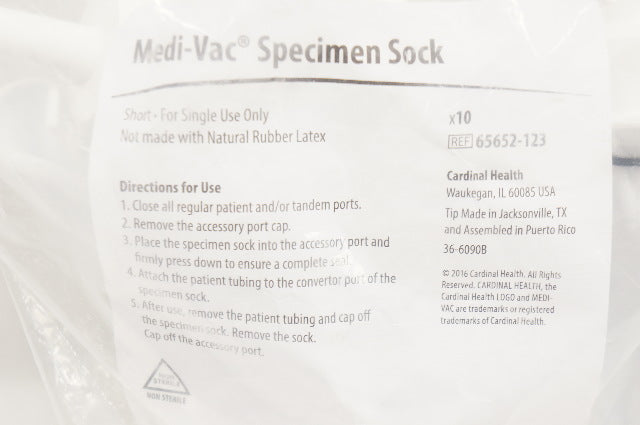 Medi-Vac® Specimen Sock
Short • For Single Use Only
Not made with Natural Rubber Latex
x10
REF 65652-123
Directions for Use
1. Close all regular patient and/or tandem ports.
2. Remove the accessory port cap.
3. Place the specimen sock into the accessory port and
firmly press down to ensure a complete seal.
4. Attach the patient tubing to the convertor port of the
specimen sock.
5. After use, remove the patient tubing and cap off
the specimen sock. Remove the sock.
Cap off the accessory port.
Cardinal Health
Waukegan, IL 60085 USA
Tip Made in Jacksonville, TX
and Assembled in Puerto Rico
36-6090B
© 2016 Cardinal Health. All Rights
Reserved. CARDINAL HEALTH, the
Cardinal Health LOGO and MEDI-
VAC are trademarks or registered
trademarks of Cardinal Health.
STERILE
NON STERILE